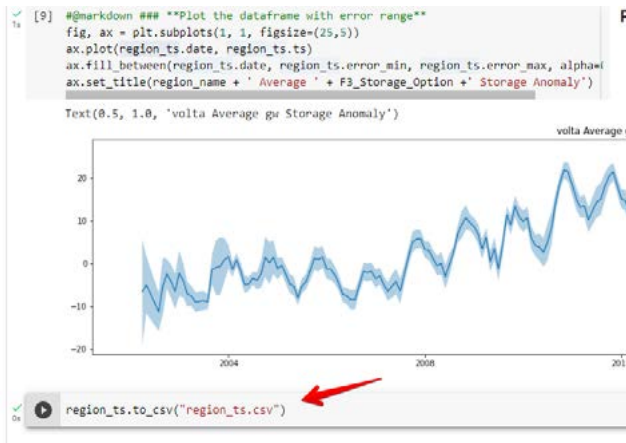 [9] #@markdown ### **Plot the dataframe with error range**
1s
fig, ax = plt.subplots(1, 1, figsize=(25,5))
ax.plot(region_ts.date, region_ts.ts)
ax.fill_between(region_ts.date, region_ts.error_min, region_ts.error_max, alpha=
ax.set_title(region_name + ' Average ' + F3_Storage_Option +' Storage Anomaly')
Text(0.5, 1.0, 'volta Average gw Storage Anomaly')
volta Average
20
10
0
−10
−20
2004
2008
201
region_ts.to_csv("region_ts.csv")
0s